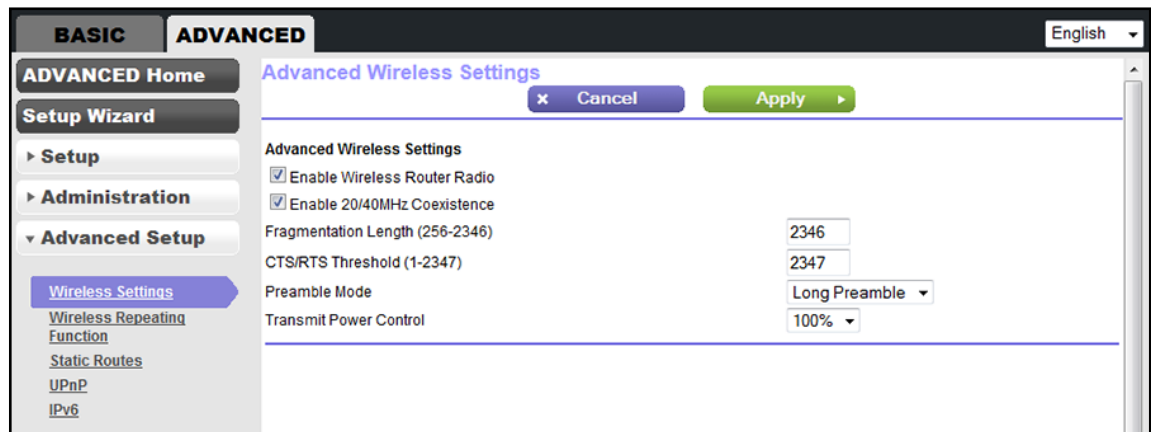 BASIC
ADVANCED
English
ADVANCED Home
Setup Wizard
Setup
Administration
Advanced Setup
Wireless Settings
Wireless Repeating
Function
Static Routes
UPnP
IPv6
Advanced Wireless Settings
Cancel
Apply
Advanced Wireless Settings
Enable Wireless Router Radio
Enable 20/40MHz Coexistence
Fragmentation Length (256-2346) 2346
CTS/RTS Threshold (1-2347) 2347
Preamble Mode Long Preamble
Transmit Power Control 100%